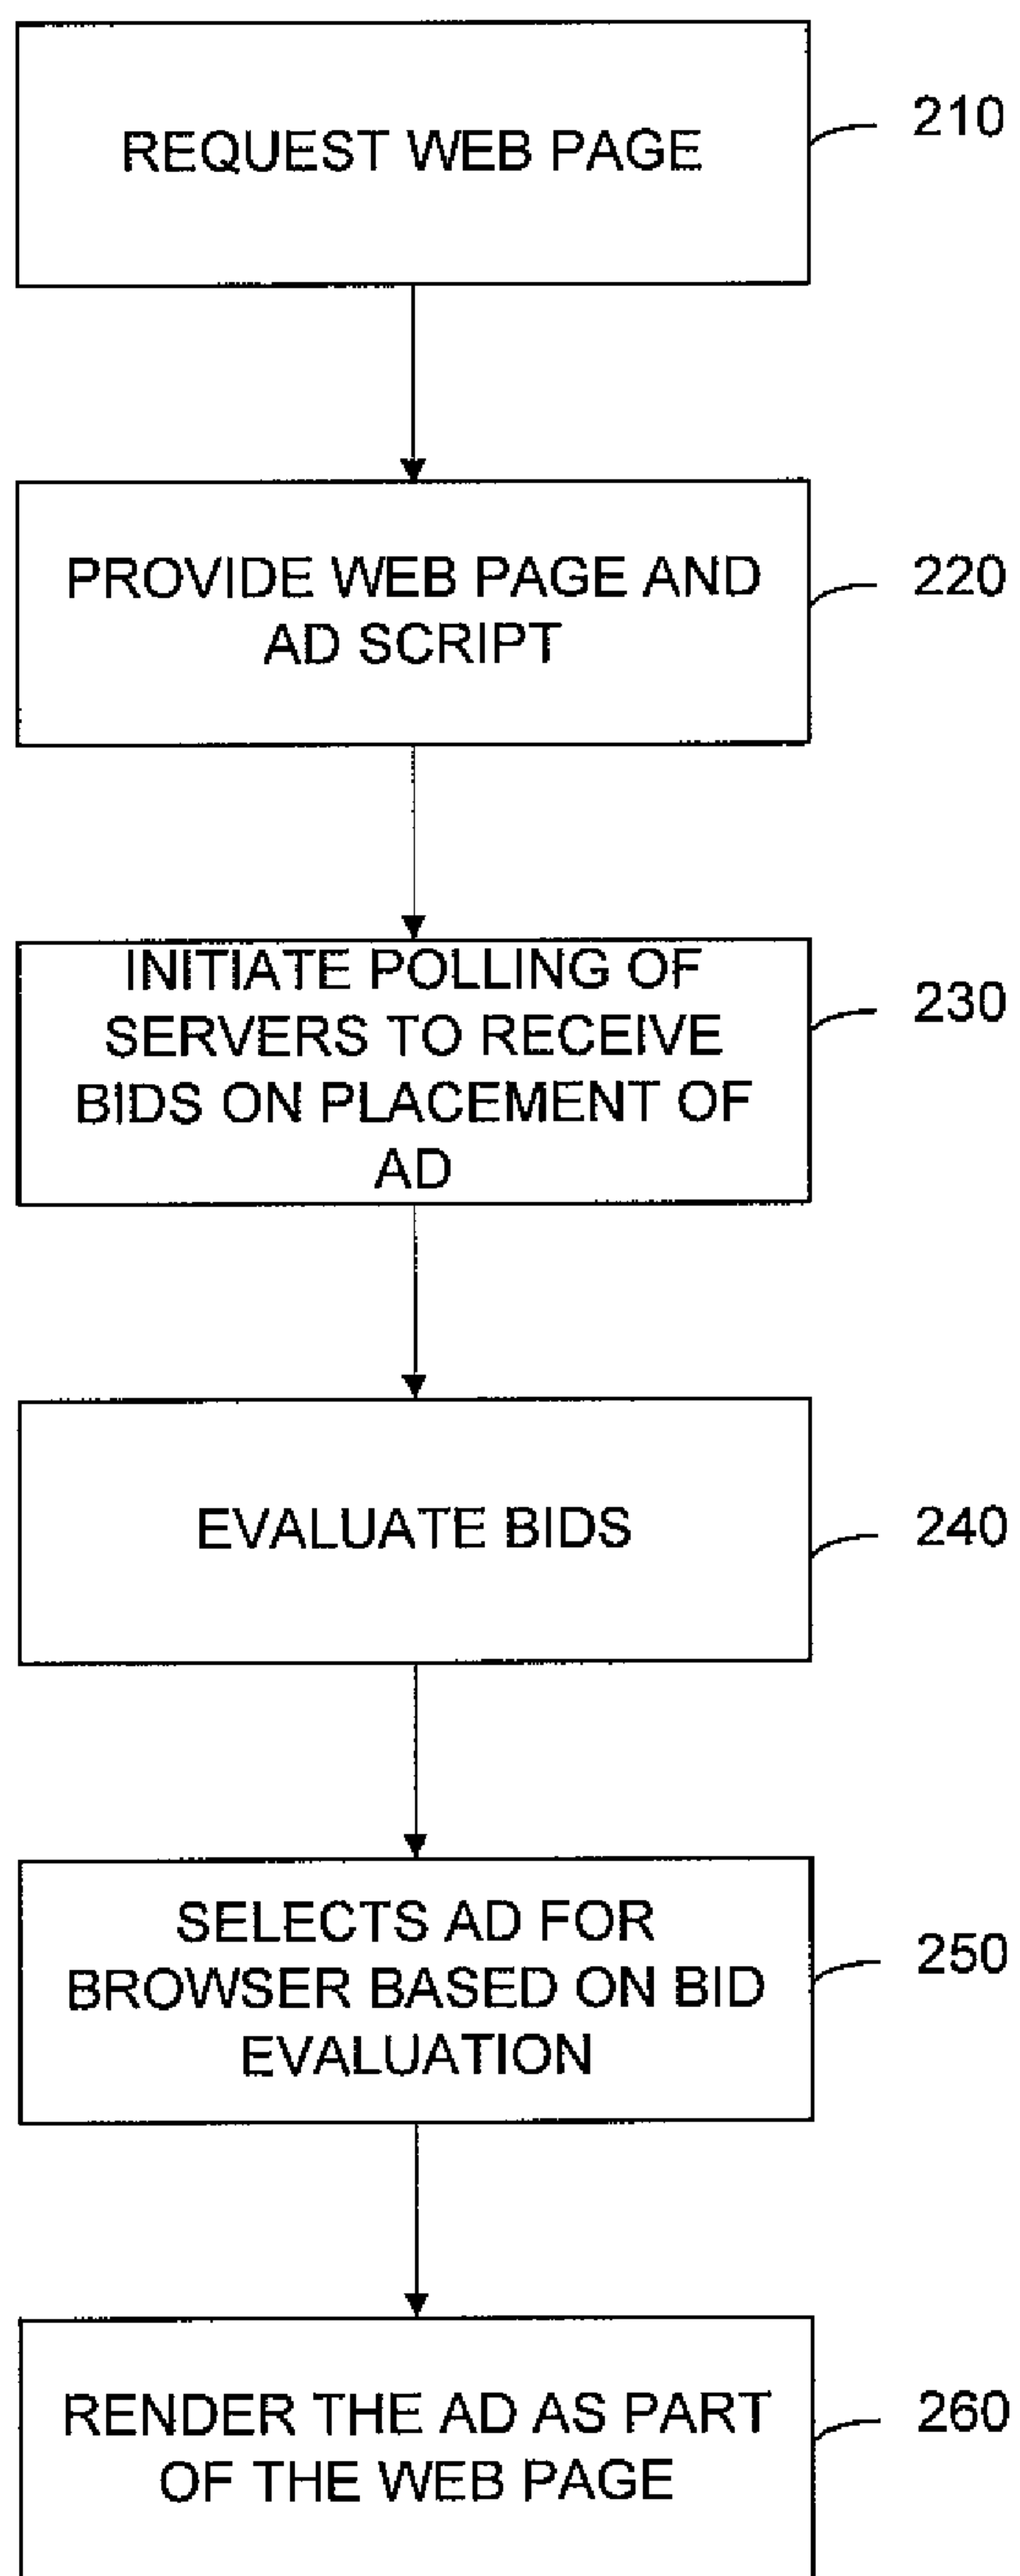 REQUEST WEB PAGE
210
PROVIDE WEB PAGE AND
AD SCRIPT
220
INITIATE POLLING OF
SERVERS TO RECEIVE
BIDS ON PLACEMENT OF
AD
230
EVALUATE BIDS
240
SELECTS AD FOR
BROWSER BASED ON BID
EVALUATION
250
RENDER THE AD AS PART
OF THE WEB PAGE
260